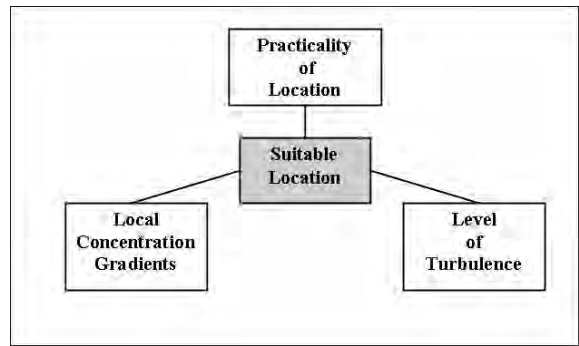 Practicality
of
Location
Suitable
Location
Local
Concentration
Gradients
Level
of
Turbulence